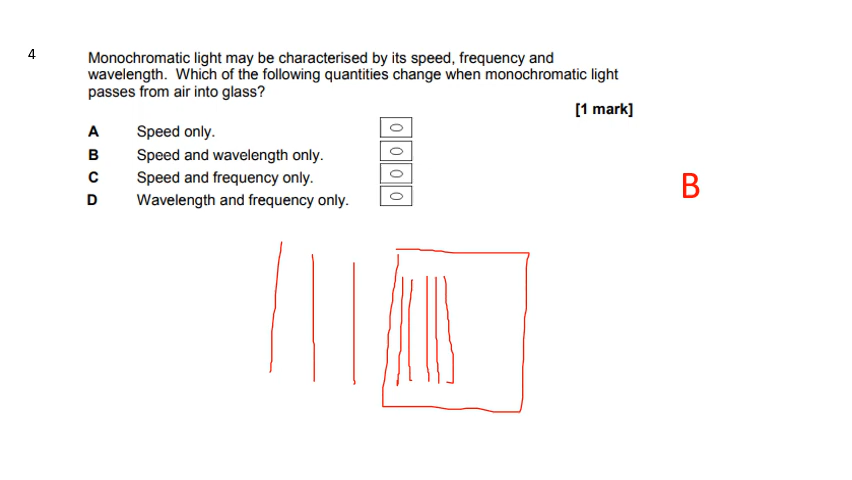 4
Monochromatic light may be characterised by its speed, frequency and
wavelength. Which of the following quantities change when monochromatic light
passes from air into glass?
[1 mark]
A Speed only.
B Speed and wavelength only.
C Speed and frequency only.
D Wavelength and frequency only.
B